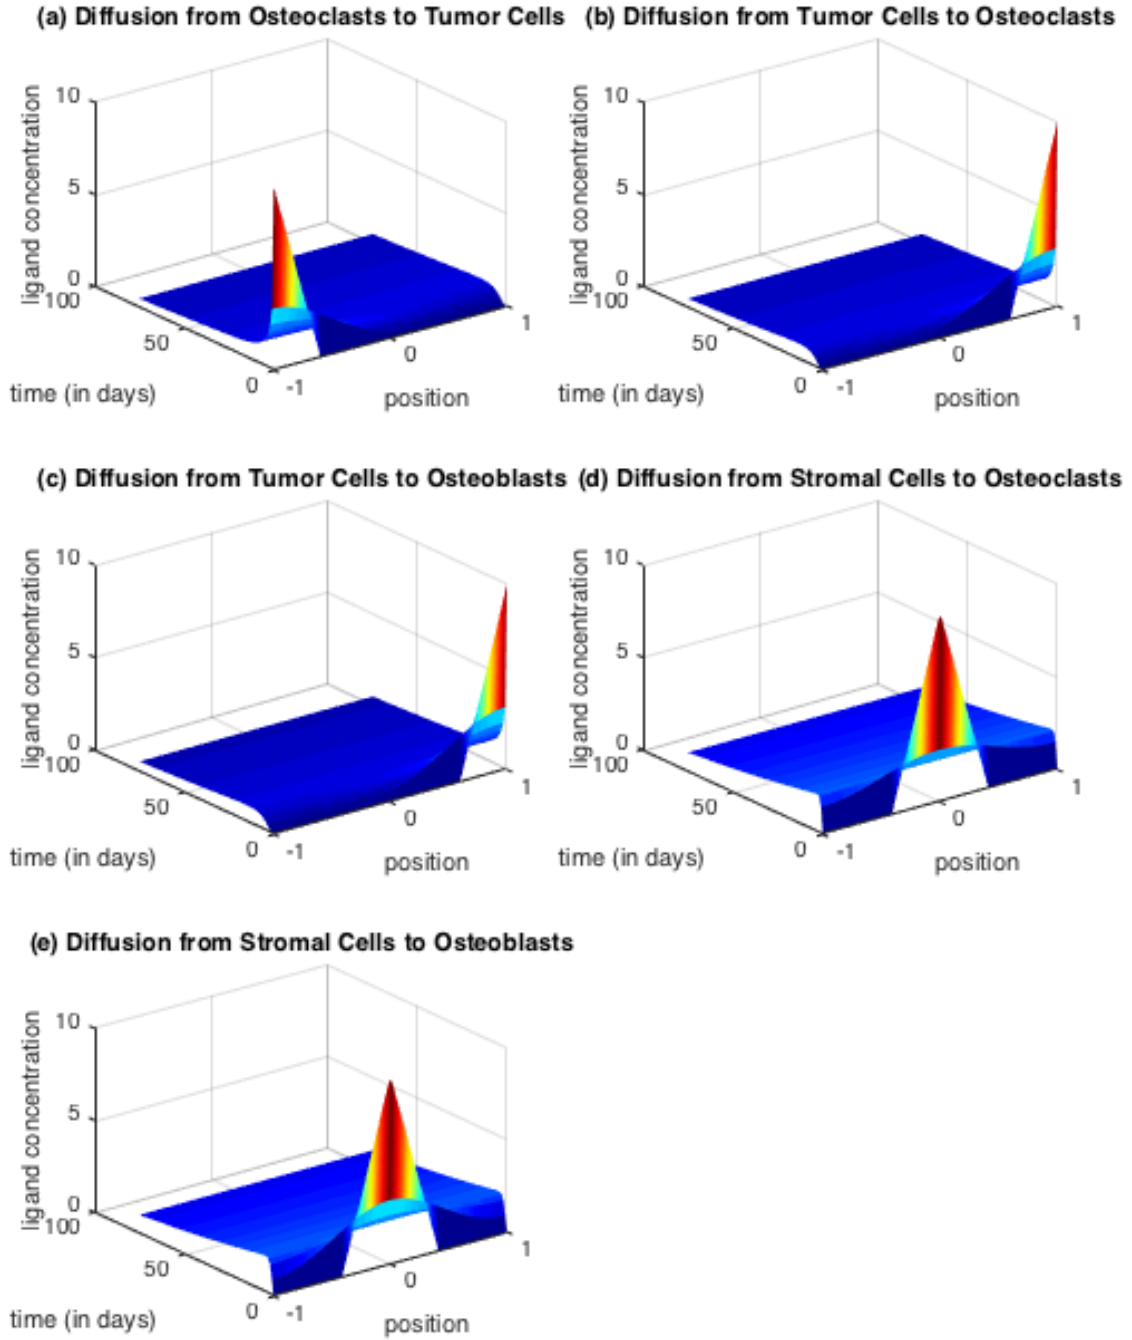 (a) Diffusion from Osteoclasts to Tumor Cells
ligand concentration
10
5
0
100
50
0
time (in days)
-1
0
1
position
(b) Diffusion from Tumor Cells to Osteoclasts
ligand concentration
10
5
0
100
50
0
time (in days)
-1
0
1
position
(c) Diffusion from Tumor Cells to Osteoblasts
ligand concentration
10
5
0
100
50
0
time (in days)
-1
0
1
position
(d) Diffusion from Stromal Cells to Osteoclasts
ligand concentration
10
5
0
100
50
0
time (in days)
-1
0
1
position
(e) Diffusion from Stromal Cells to Osteoblasts
ligand concentration
10
5
0
100
50
0
time (in days)
-1
0
1
position